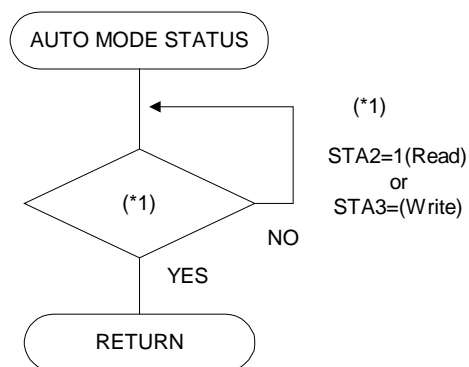 AUTO MODE STATUS
(*1)
STA2=1(Read)
or
STA3=(Write)
(*1)
NO
YES
RETURN